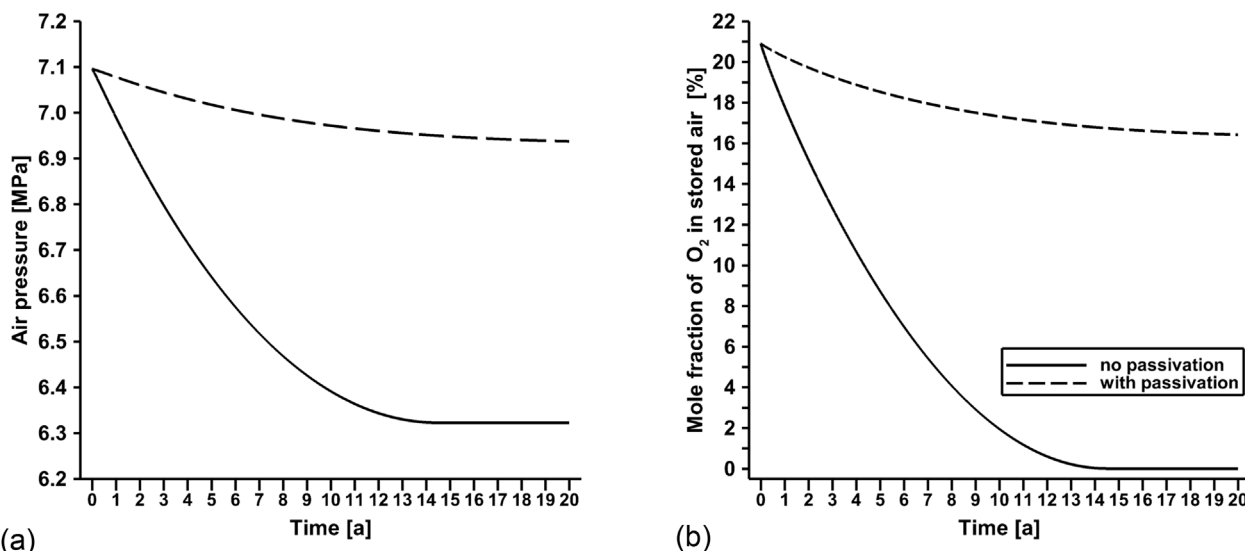 7.2
7.1
7.0
6.9
6.8
6.7
6.6
6.5
6.4
6.3
6.2
Air pressure [MPa]
0 1 2 3 4 5 6 7 8 9 10 11 12 13 14 15 16 17 18 19 20
Time [a]
(a)
22
20
18
16
14
12
10
8
6
4
2
0
Mole fraction of O₂ in stored air [%]
no passivation
with passivation
0 1 2 3 4 5 6 7 8 9 10 11 12 13 14 15 16 17 18 19 20
Time [a]
(b)